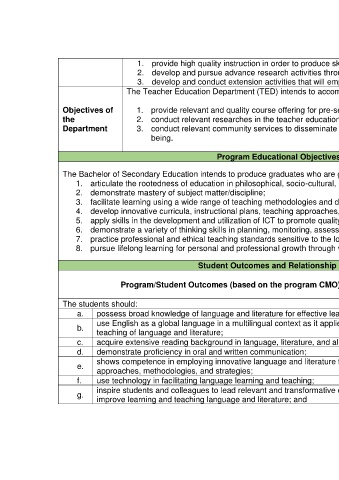 1. provide high quality instruction in order to produce
2. develop and pursue advance research activities
3. develop and conduct extension activities that will
The Teacher Education Department (TED) intends to
Objectives of
the
Department
1. provide relevant and quality course offering for
2. conduct relevant researches in the teacher education
3. conduct relevant community services to disseminate
being.
Program Educational Objectives
The Bachelor of Secondary Education intends to produce graduates who are
1. articulate the rootedness of education in philosophical, socio-cultural,
2. demonstrate mastery of subject matter/discipline;
3. facilitate learning using a wide range of teaching methodologies and
4. develop innovative curricula, instructional plans, teaching approaches,
5. apply skills in the development and utilization of ICT to promote
6. demonstrate a variety of thinking skills in planning, monitoring,
7. practice professional and ethical teaching standards sensitive to the
8. pursue lifelong learning for personal and professional growth through
Student Outcomes and Relationship
Program/Student Outcomes (based on the program CMO)
The students should:
a. possess broad knowledge of language and literature for effective
b. use English as a global language in a multilingual context as it
teaching of language and literature;
c. acquire extensive reading background in language, literature, and
d. demonstrate proficiency in oral and written communication;
e. shows competence in employing innovative language and literature
approaches, methodologies, and strategies;
f. use technology in facilitating language learning and teaching;
g. inspire students and colleagues to lead relevant and transformative
improve learning and teaching language and literature; and